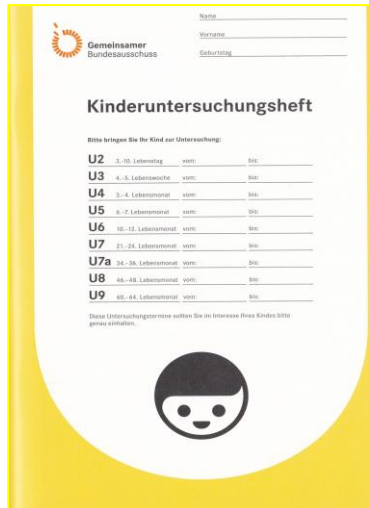 Name
Vorname
Geburtstag
Gemeinsamer
Bundesausschuss
Kinderuntersuchungsheft
Bitte bringen Sie Ihr Kind zur Untersuchung:
U2 3.-10. Lebenstag vom: bis:
U3 4.-5. Lebenswoche vom: bis:
U4 3.-4. Lebensmonat vom: bis:
U5 6.-7. Lebensmonat vom: bis:
U6 10.-12. Lebensmonat vom: bis:
U7 21.-24. Lebensmonat vom: bis:
U7a 34.-36. Lebensmonat vom: bis:
U8 46.-48. Lebensmonat vom: bis:
U9 60.-64. Lebensmonat vom: bis:
Diese Untersuchungstermine sollten Sie im Interesse Ihres Kindes bitte
genau einhalten.